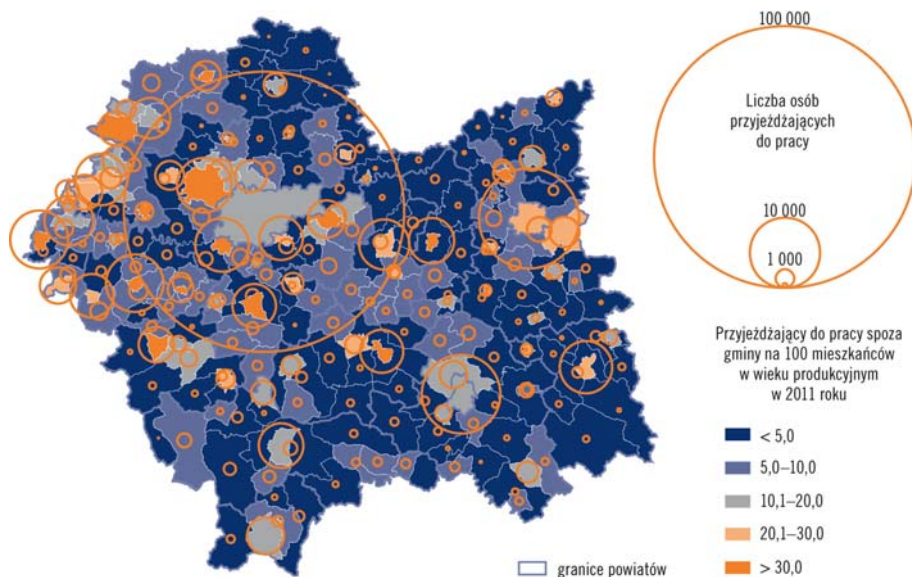 100 000
Liczba osób
przyjeżdżających
do pracy
10 000
1 000
Przyjeżdżający do pracy spoza
gminy na 100 mieszkańców
w wieku produkcyjnym
w 2011 roku
< 5,0
5,0–10,0
10,1–20,0
20,1–30,0
> 30,0
granice powiatów